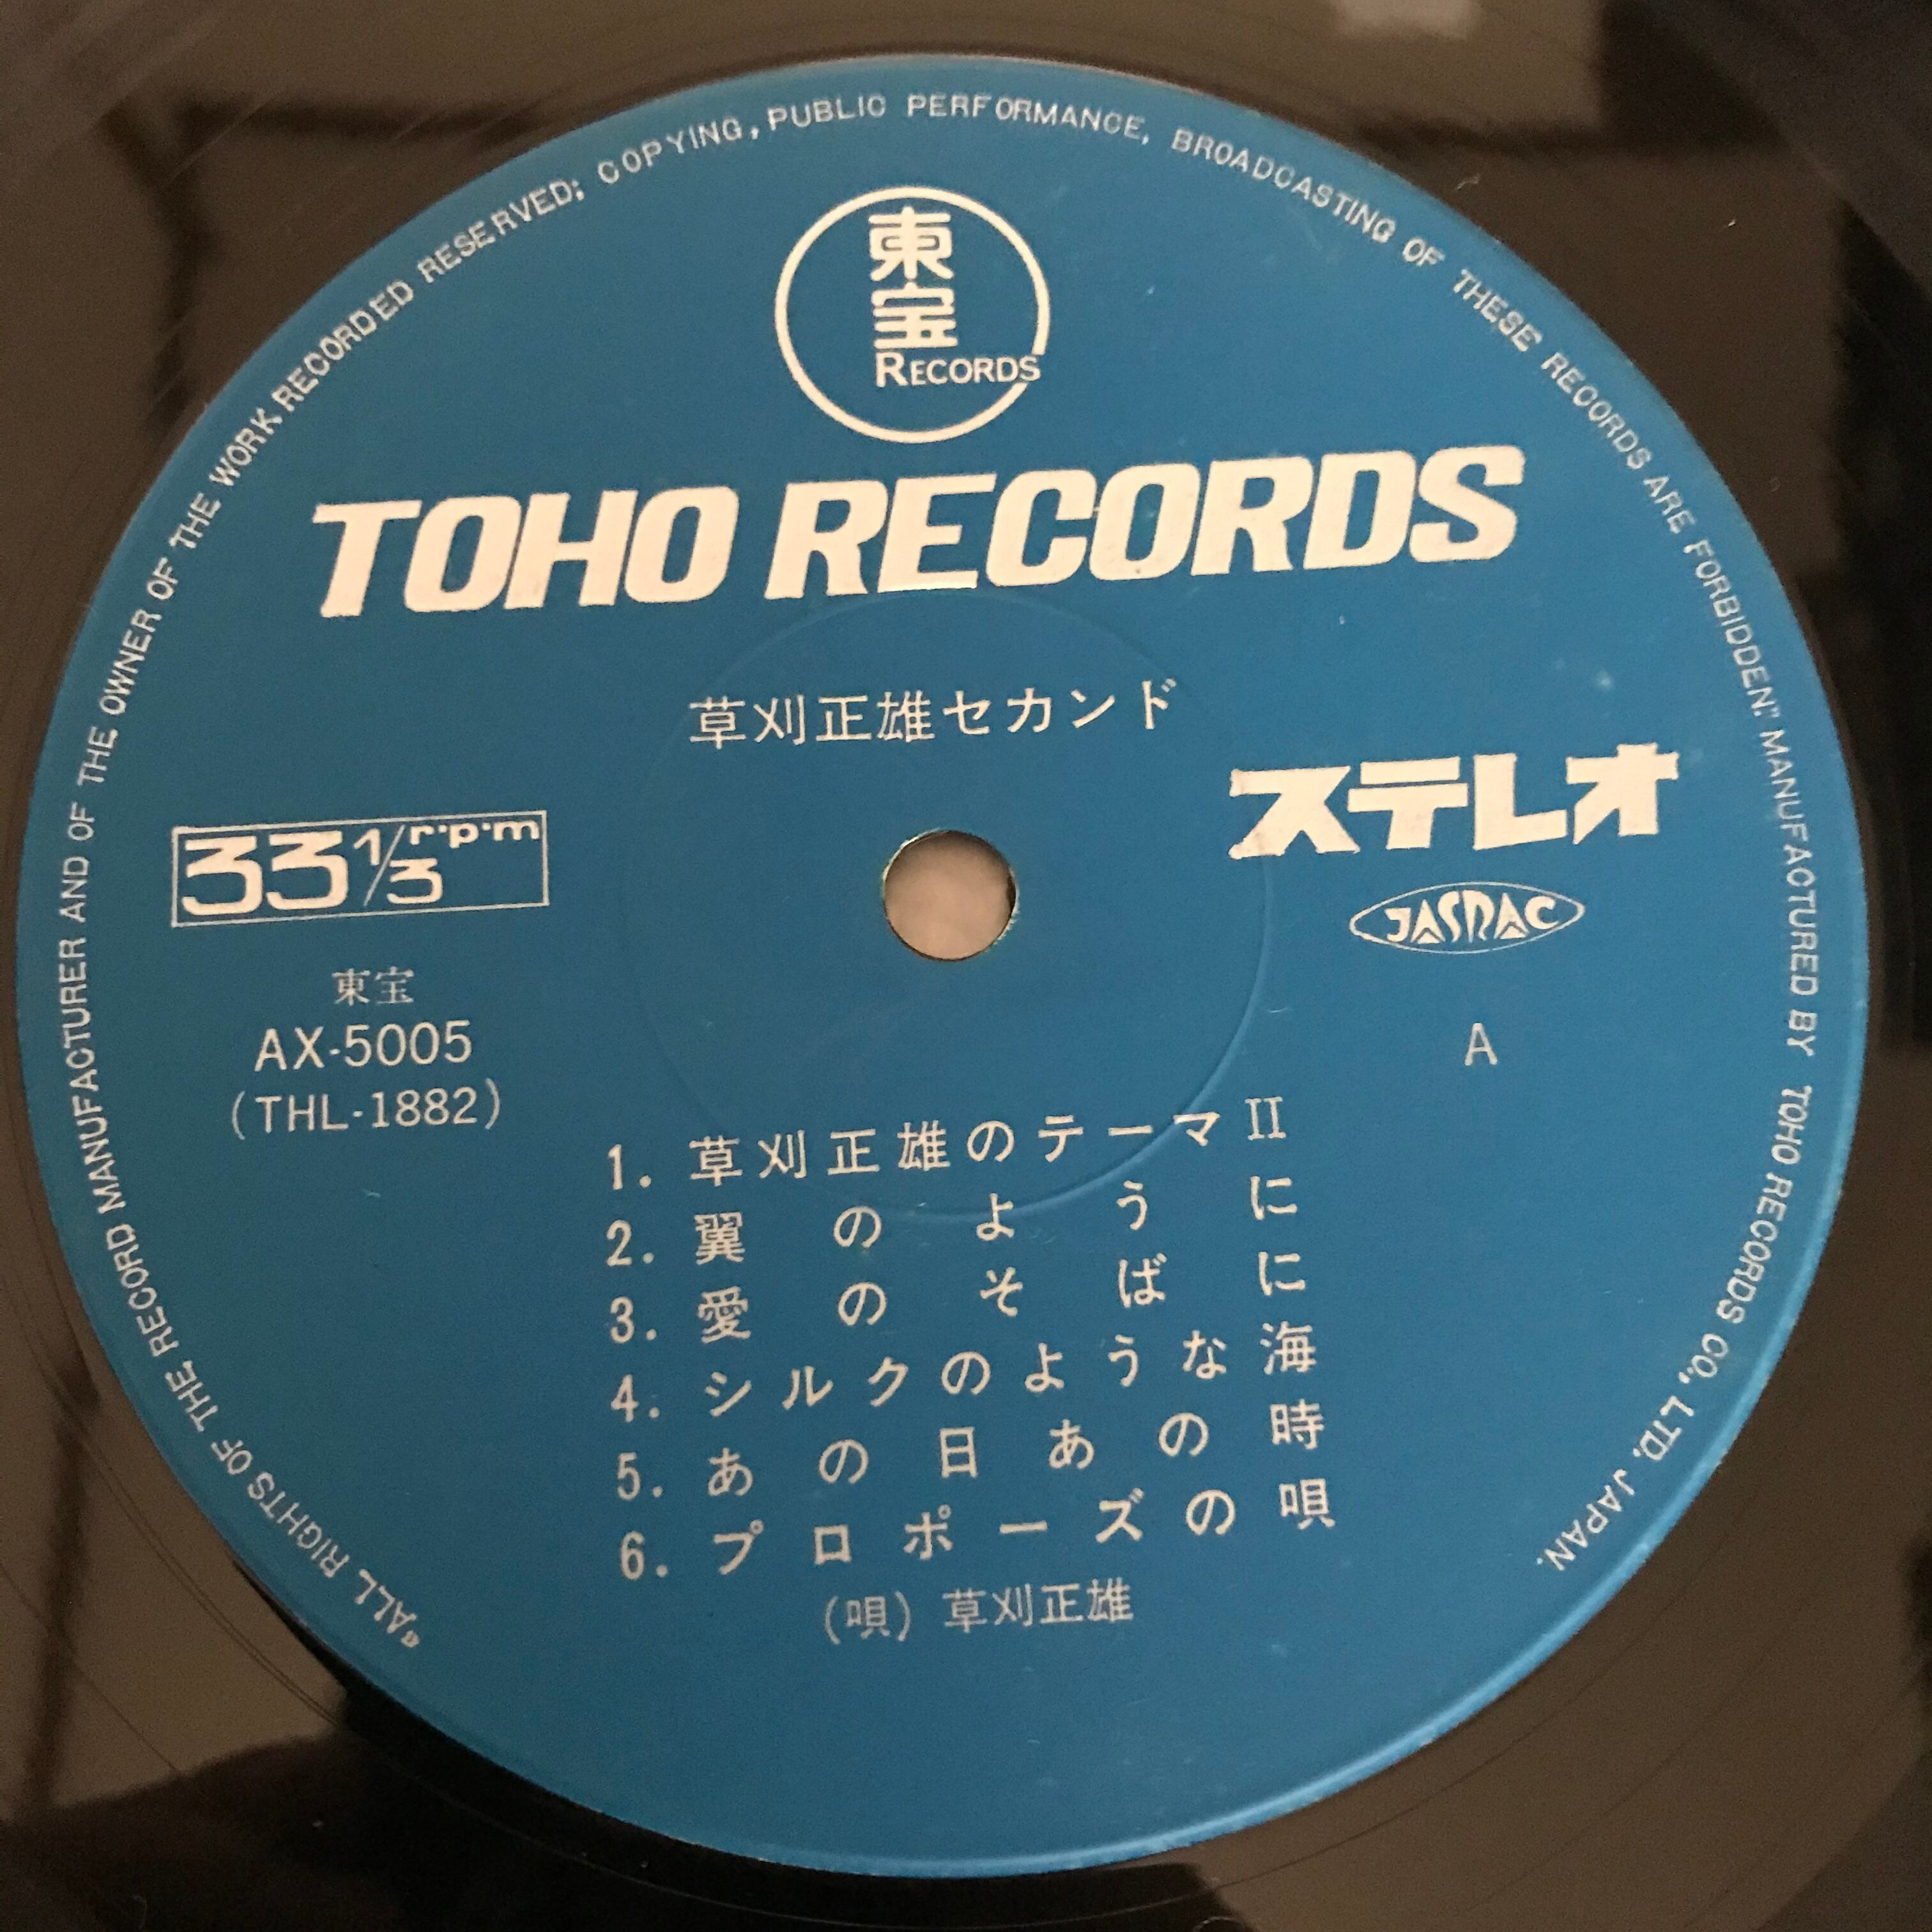 "ALL RIGHTS OF THE RECORD MANUFACTURER AND OF THE OWNER OF THE WORK RECORDED RESERVED; COPYING, PUBLIC PERFORMANCE, BROADCASTING OF THESE RECORDS ARE FORBIDDEN." MANUFACTURED BY TOHO RECORDS CO., LTD. JAPAN.
東宝
RECORDS
TOHO RECORDS
草刈正雄セカンド
33 1/3 r·p·m
ステレオ
JASRAC
東宝
AX-5005
(THL-1882)
A
1. 草刈正雄のテーマII
2. 翼のように
3. 愛のそばに
4. シルクのような海
5. あの日あの時
6. プロポーズの唄
(唄) 草刈正雄